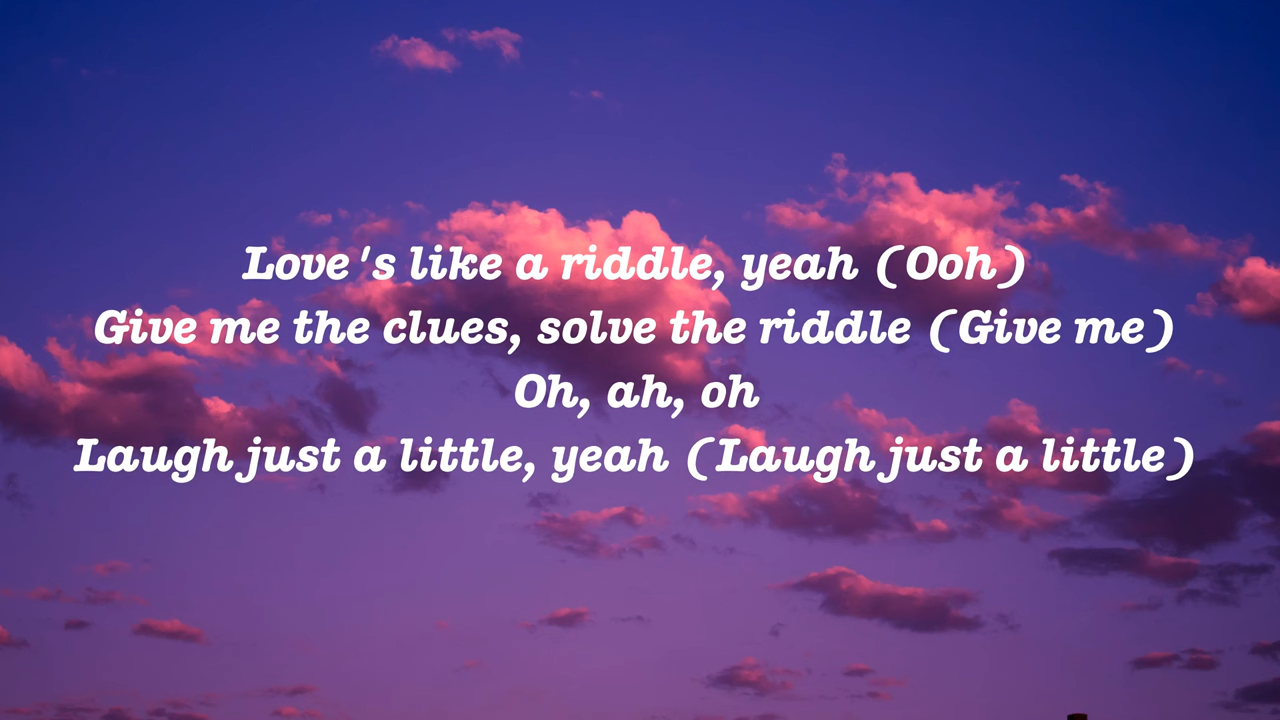 Love's like a riddle, yeah (Ooh)
Give me the clues, solve the riddle (Give me)
Oh, ah, oh
Laugh just a little, yeah (Laugh just a little)